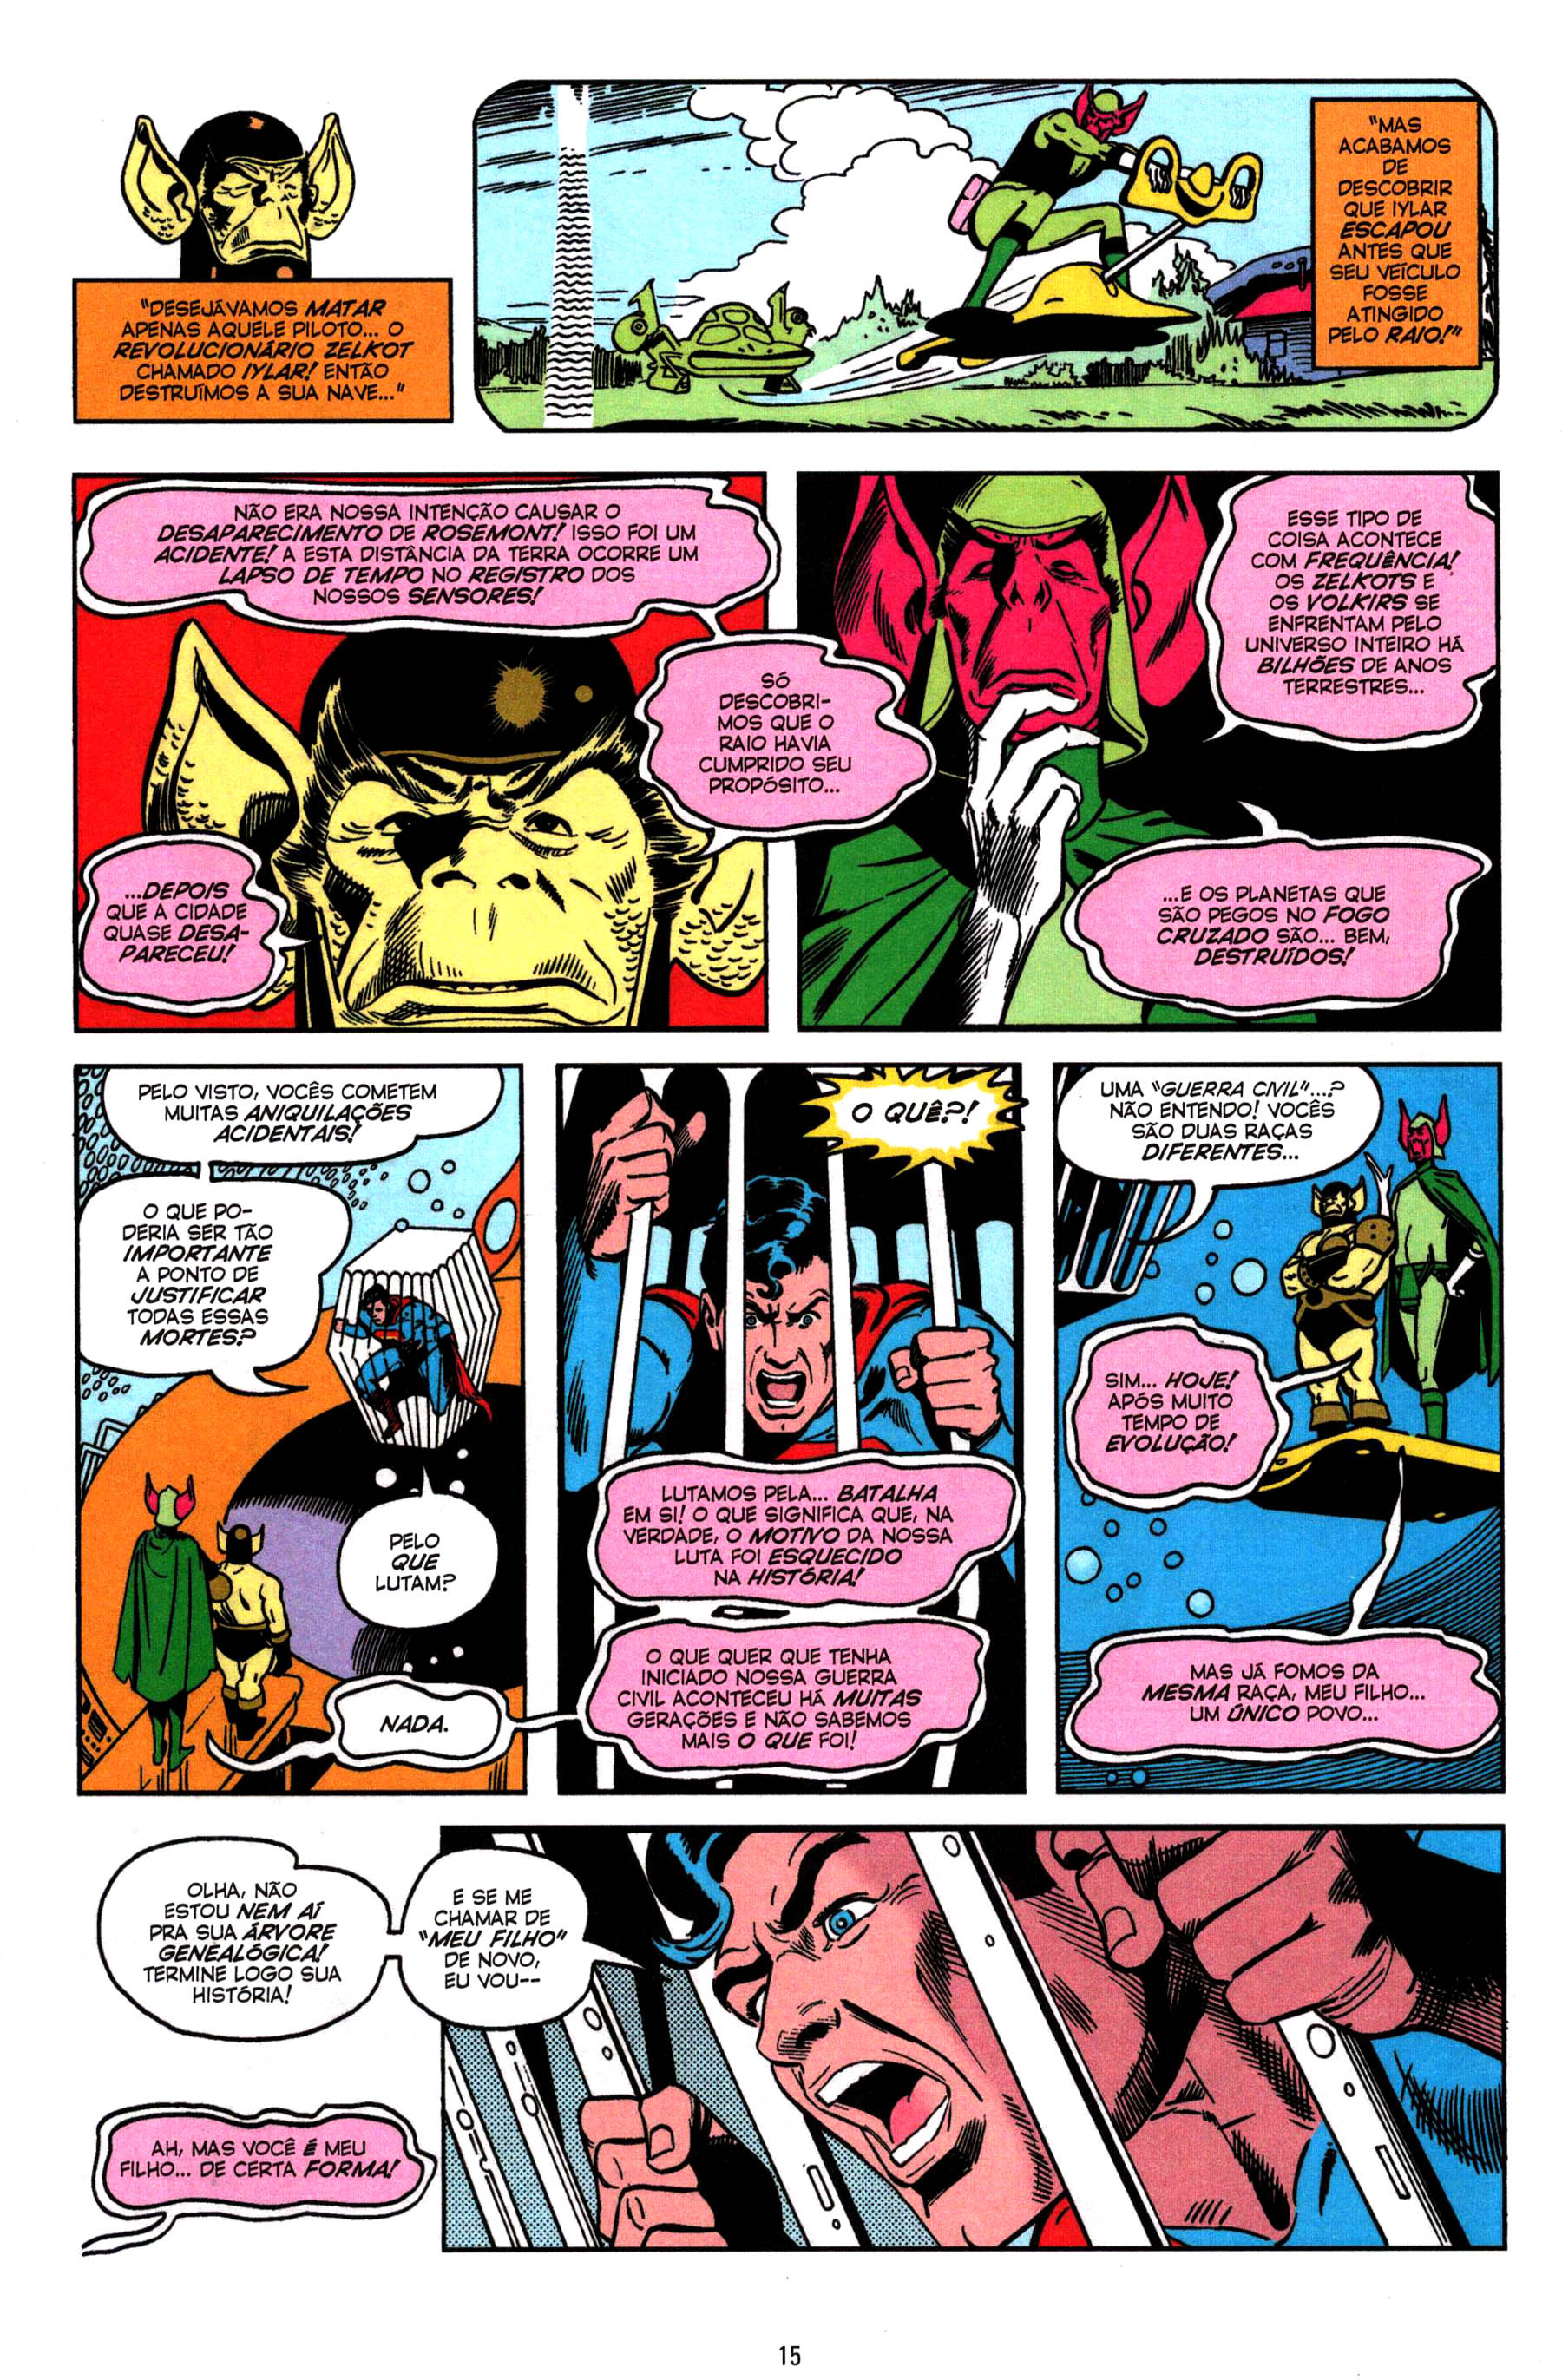 "DESEJÁVAMOS MATAR
APENAS AQUELE PILOTO... O
REVOLUCIONÁRIO ZELKOT
CHAMADO IYLAR! ENTÃO
DESTRUÍMOS A SUA NAVE..."
"MAS
ACABAMOS
DE
DESCOBRIR
QUE IYLAR
ESCAPOU
ANTES QUE
SEU VEÍCULO
FOSSE
ATINGIDO
PELO RAIO!"
NÃO ERA NOSSA INTENÇÃO CAUSAR O
DESAPARECIMENTO DE ROSEMONT! ISSO FOI UM
ACIDENTE! A ESTA DISTÂNCIA DA TERRA OCORRE UM
LAPSO DE TEMPO NO REGISTRO DOS
NOSSOS SENSORES!
SÓ
DESCOBRI-
MOS QUE O
RAIO HAVIA
CUMPRIDO SEU
PROPÓSITO...
...DEPOIS
QUE A CIDADE
QUASE DESA-
PARECEU!
ESSE TIPO DE
COISA ACONTECE
COM FREQUÊNCIA!
OS ZELKOTS E
OS VOLKIRS SE
ENFRENTAM PELO
UNIVERSO INTEIRO HÁ
BILHÕES DE ANOS
TERRESTRES...
...E OS PLANETAS QUE
SÃO PEGOS NO FOGO
CRUZADO SÃO... BEM,
DESTRUÍDOS!
PELO VISTO, VOCÊS COMETEM
MUITAS ANIQUILAÇÕES
ACIDENTAIS!
O QUE PO-
DERIA SER TÃO
IMPORTANTE
A PONTO DE
JUSTIFICAR
TODAS ESSAS
MORTES?
PELO
QUE
LUTAM?
NADA.
O QUÊ?!
LUTAMOS PELA... BATALHA
EM SI! O QUE SIGNIFICA QUE, NA
VERDADE, O MOTIVO DA NOSSA
LUTA FOI ESQUECIDO
NA HISTÓRIA!
O QUE QUER QUE TENHA
INICIADO NOSSA GUERRA
CIVIL ACONTECEU HÁ MUITAS
GERAÇÕES E NÃO SABEMOS
MAIS O QUE FOI!
UMA "GUERRA CIVIL"...?
NÃO ENTENDO! VOCÊS
SÃO DUAS RAÇAS
DIFERENTES...
SIM... HOJE!
APÓS MUITO
TEMPO DE
EVOLUÇÃO!
MAS JÁ FOMOS DA
MESMA RAÇA, MEU FILHO...
UM ÚNICO POVO...
OLHA, NÃO
ESTOU NEM AÍ
PRA SUA ÁRVORE
GENEALÓGICA!
TERMINE LOGO SUA
HISTÓRIA!
E SE ME
CHAMAR DE
"MEU FILHO"
DE NOVO,
EU VOU--
AH, MAS VOCÊ É MEU
FILHO... DE CERTA FORMA!
15